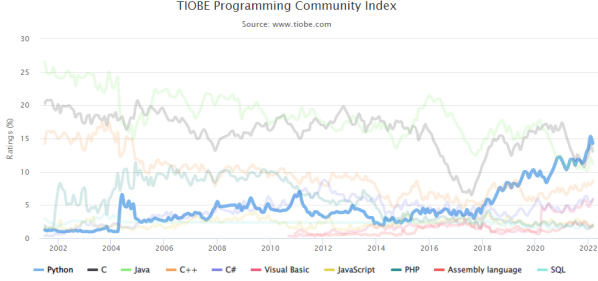 TIOBE Programming Community Index
Source: www.tiobe.com
30
25
20
15
10
5
0
Ratings (%)
2002 2004 2006 2008 2010 2012 2014 2016 2018 2020 2022
Python C Java C++ C# Visual Basic JavaScript PHP Assembly language SQL